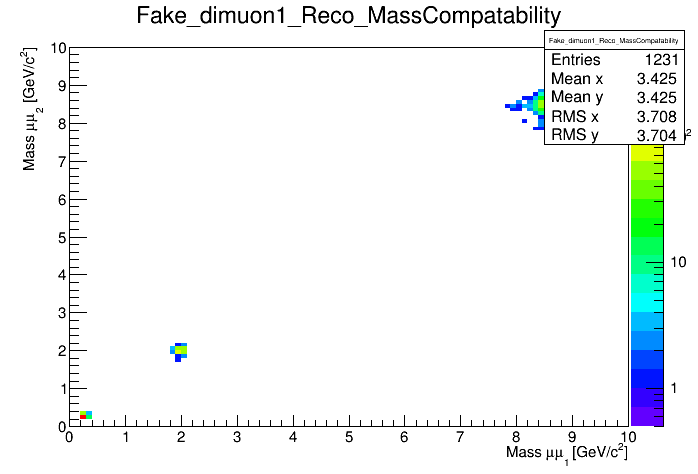 Fake_dimuon1_Reco_MassCompatability
Fake_dimuon1_Reco_MassCompatability
Entries 1231
Mean x 3.425
Mean y 3.425
RMS x 3.708
RMS y 3.704
Mass μμ₂ [GeV/c²]
10
9
8
7
6
5
4
3
2
1
0
0 1 2 3 4 5 6 7 8 9 10
Mass μμ₁ [GeV/c²]
2
10
1